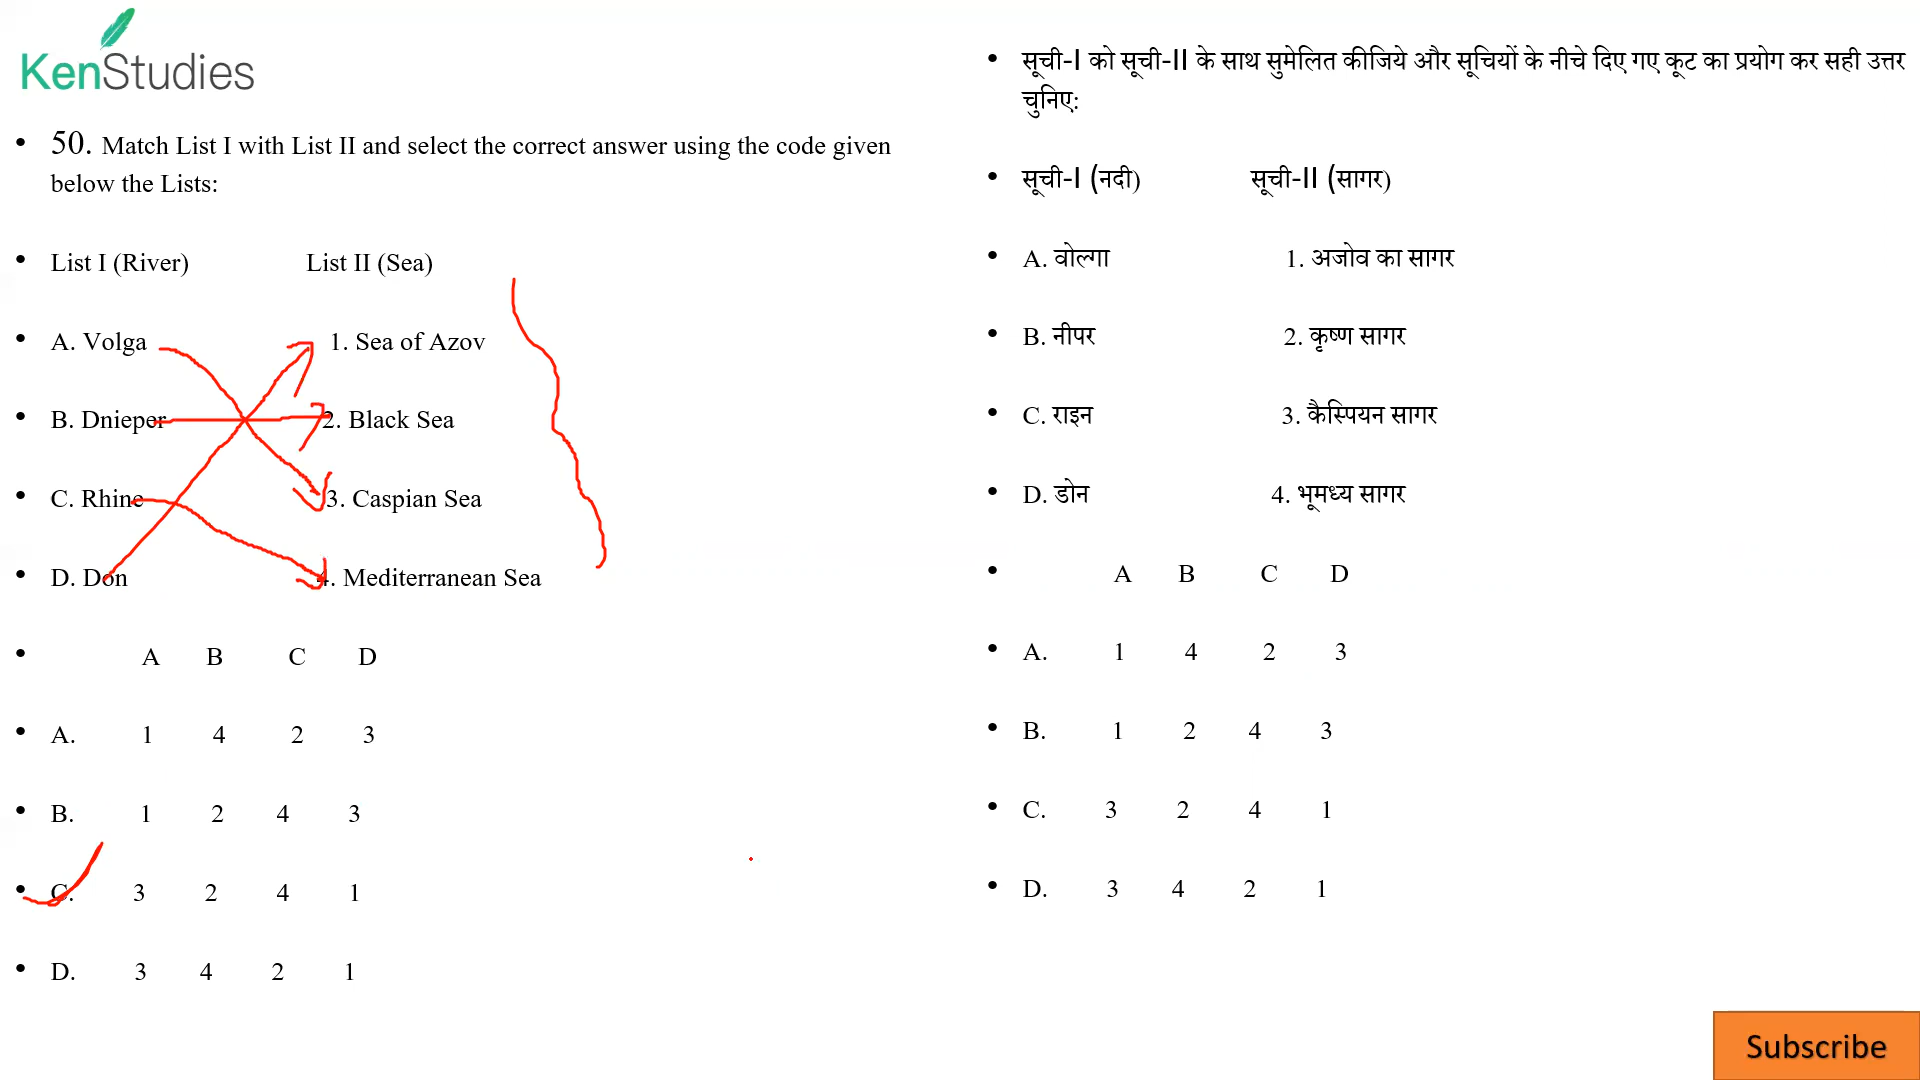 KenStudies
• 50. Match List I with List II and select the correct answer using the code given
below the Lists:
• List I (River) List II (Sea)
• A. Volga 1. Sea of Azov
• B. Dnieper 2. Black Sea
• C. Rhine 3. Caspian Sea
• D. Don 4. Mediterranean Sea
• A B C D
• A. 1 4 2 3
• B. 1 2 4 3
• C. 3 2 4 1
• D. 3 4 2 1
• सूची-I को सूची-II के साथ सुमेलित कीजिये और सूचियों के नीचे दिए गए कूट का प्रयोग कर सही उत्तर
चुनिए:
• सूची-I (नदी) सूची-II (सागर)
• A. वोल्गा 1. अजोव का सागर
• B. नीपर 2. कृष्ण सागर
• C. राइन 3. कैस्पियन सागर
• D. डोन 4. भूमध्य सागर
• A B C D
• A. 1 4 2 3
• B. 1 2 4 3
• C. 3 2 4 1
• D. 3 4 2 1
Subscribe